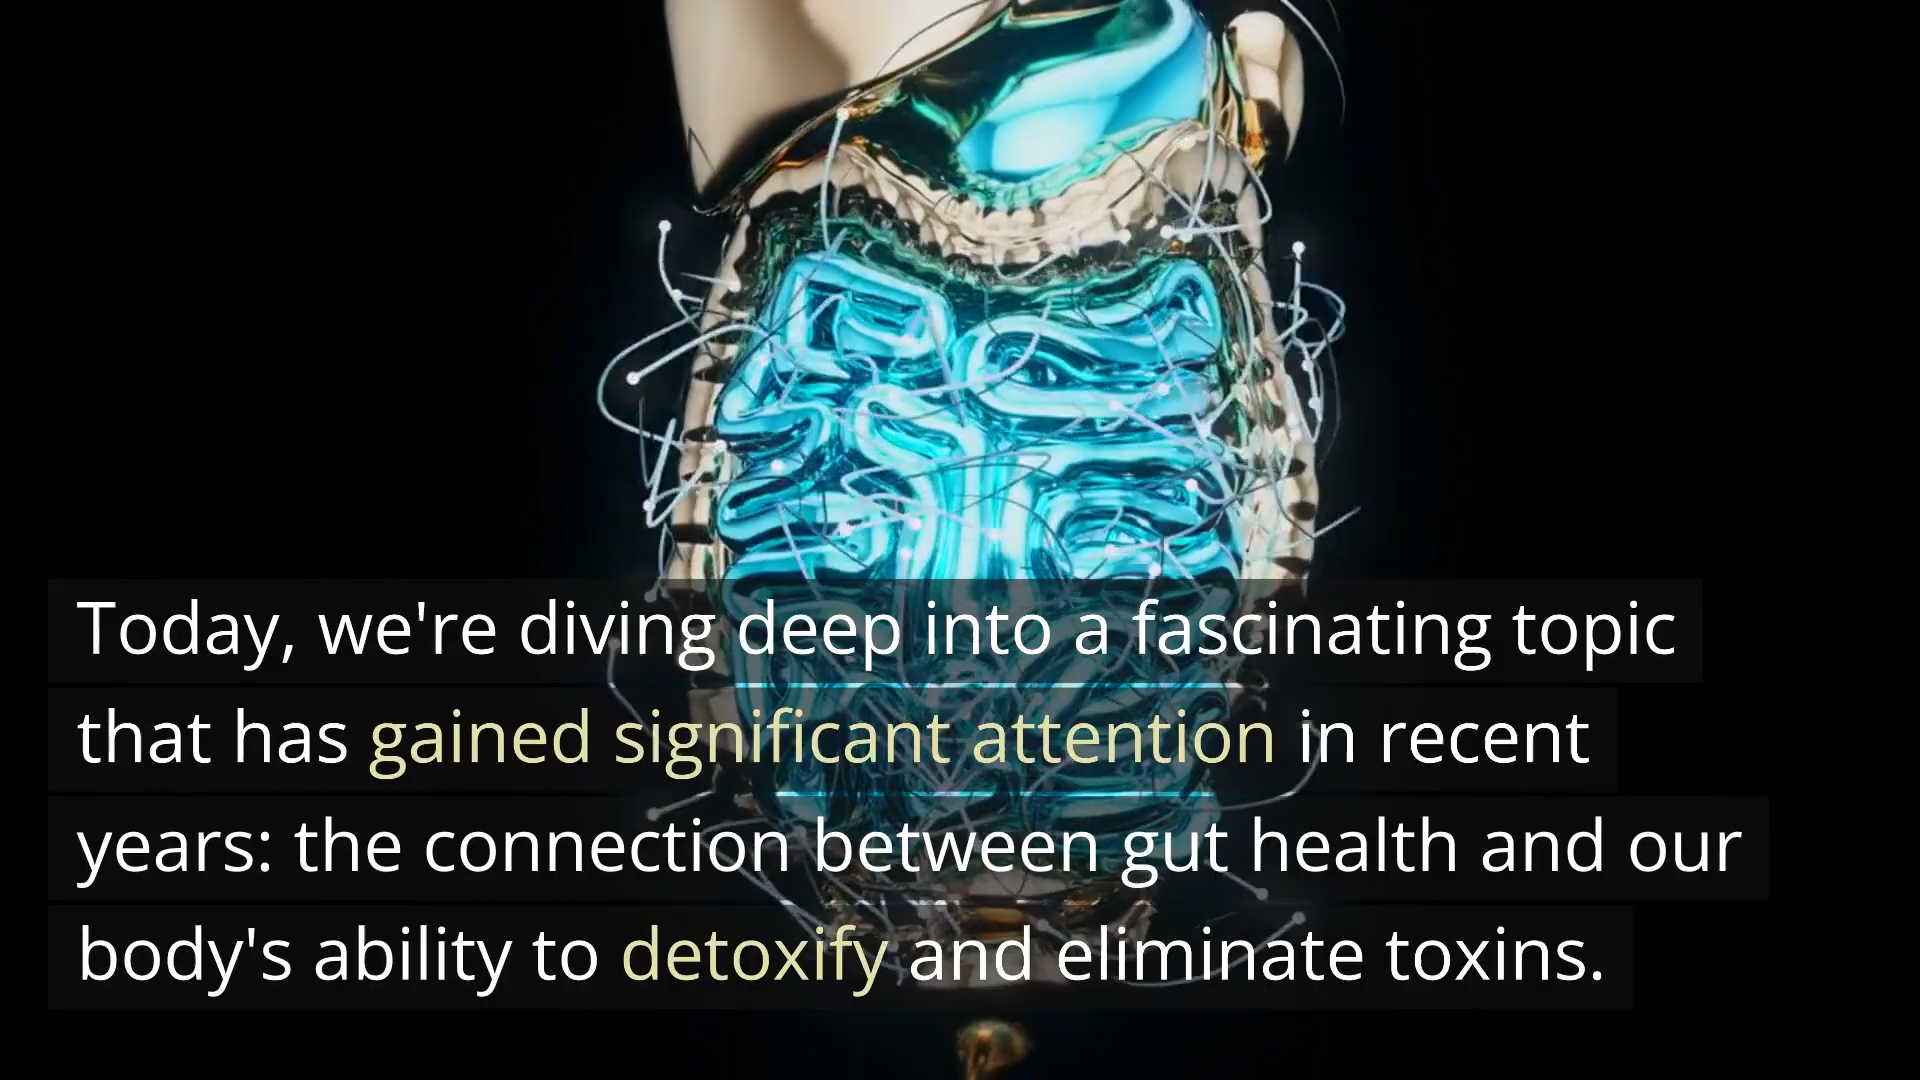 Today, we're diving deep into a fascinating topic
that has gained significant attention in recent
years: the connection between gut health and our
body's ability to detoxify and eliminate toxins.